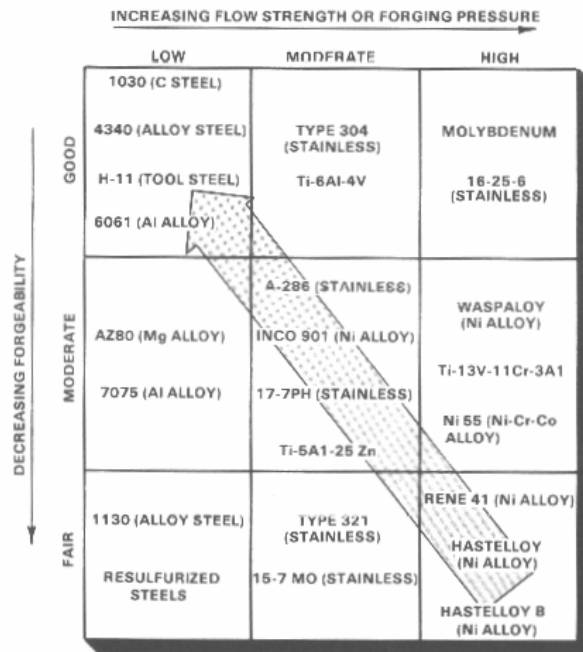 INCREASING FLOW STRENGTH OR FORGING PRESSURE
LOW
MODERATE
HIGH
DECREASING FORGEABILITY
GOOD
1030 (C STEEL)
4340 (ALLOY STEEL)
H-11 (TOOL STEEL)
6061 (Al ALLOY)
TYPE 304
(STAINLESS)
Ti-6Al-4V
MOLYBDENUM
16-25-6
(STAINLESS)
MODERATE
AZ80 (Mg ALLOY)
7075 (Al ALLOY)
A-286 (STAINLESS)
INCO 901 (Ni ALLOY)
17-7PH (STAINLESS)
Ti-5A1-25 Zn
WASPALOY
(Ni ALLOY)
Ti-13V-11Cr-3A1
Ni 55 (Ni-Cr-Co
ALLOY)
FAIR
1130 (ALLOY STEEL)
RESULFURIZED
STEELS
TYPE 321
(STAINLESS)
15-7 MO (STAINLESS)
RENE 41 (Ni ALLOY)
HASTELLOY
(Ni ALLOY)
HASTELLOY B
(Ni ALLOY)